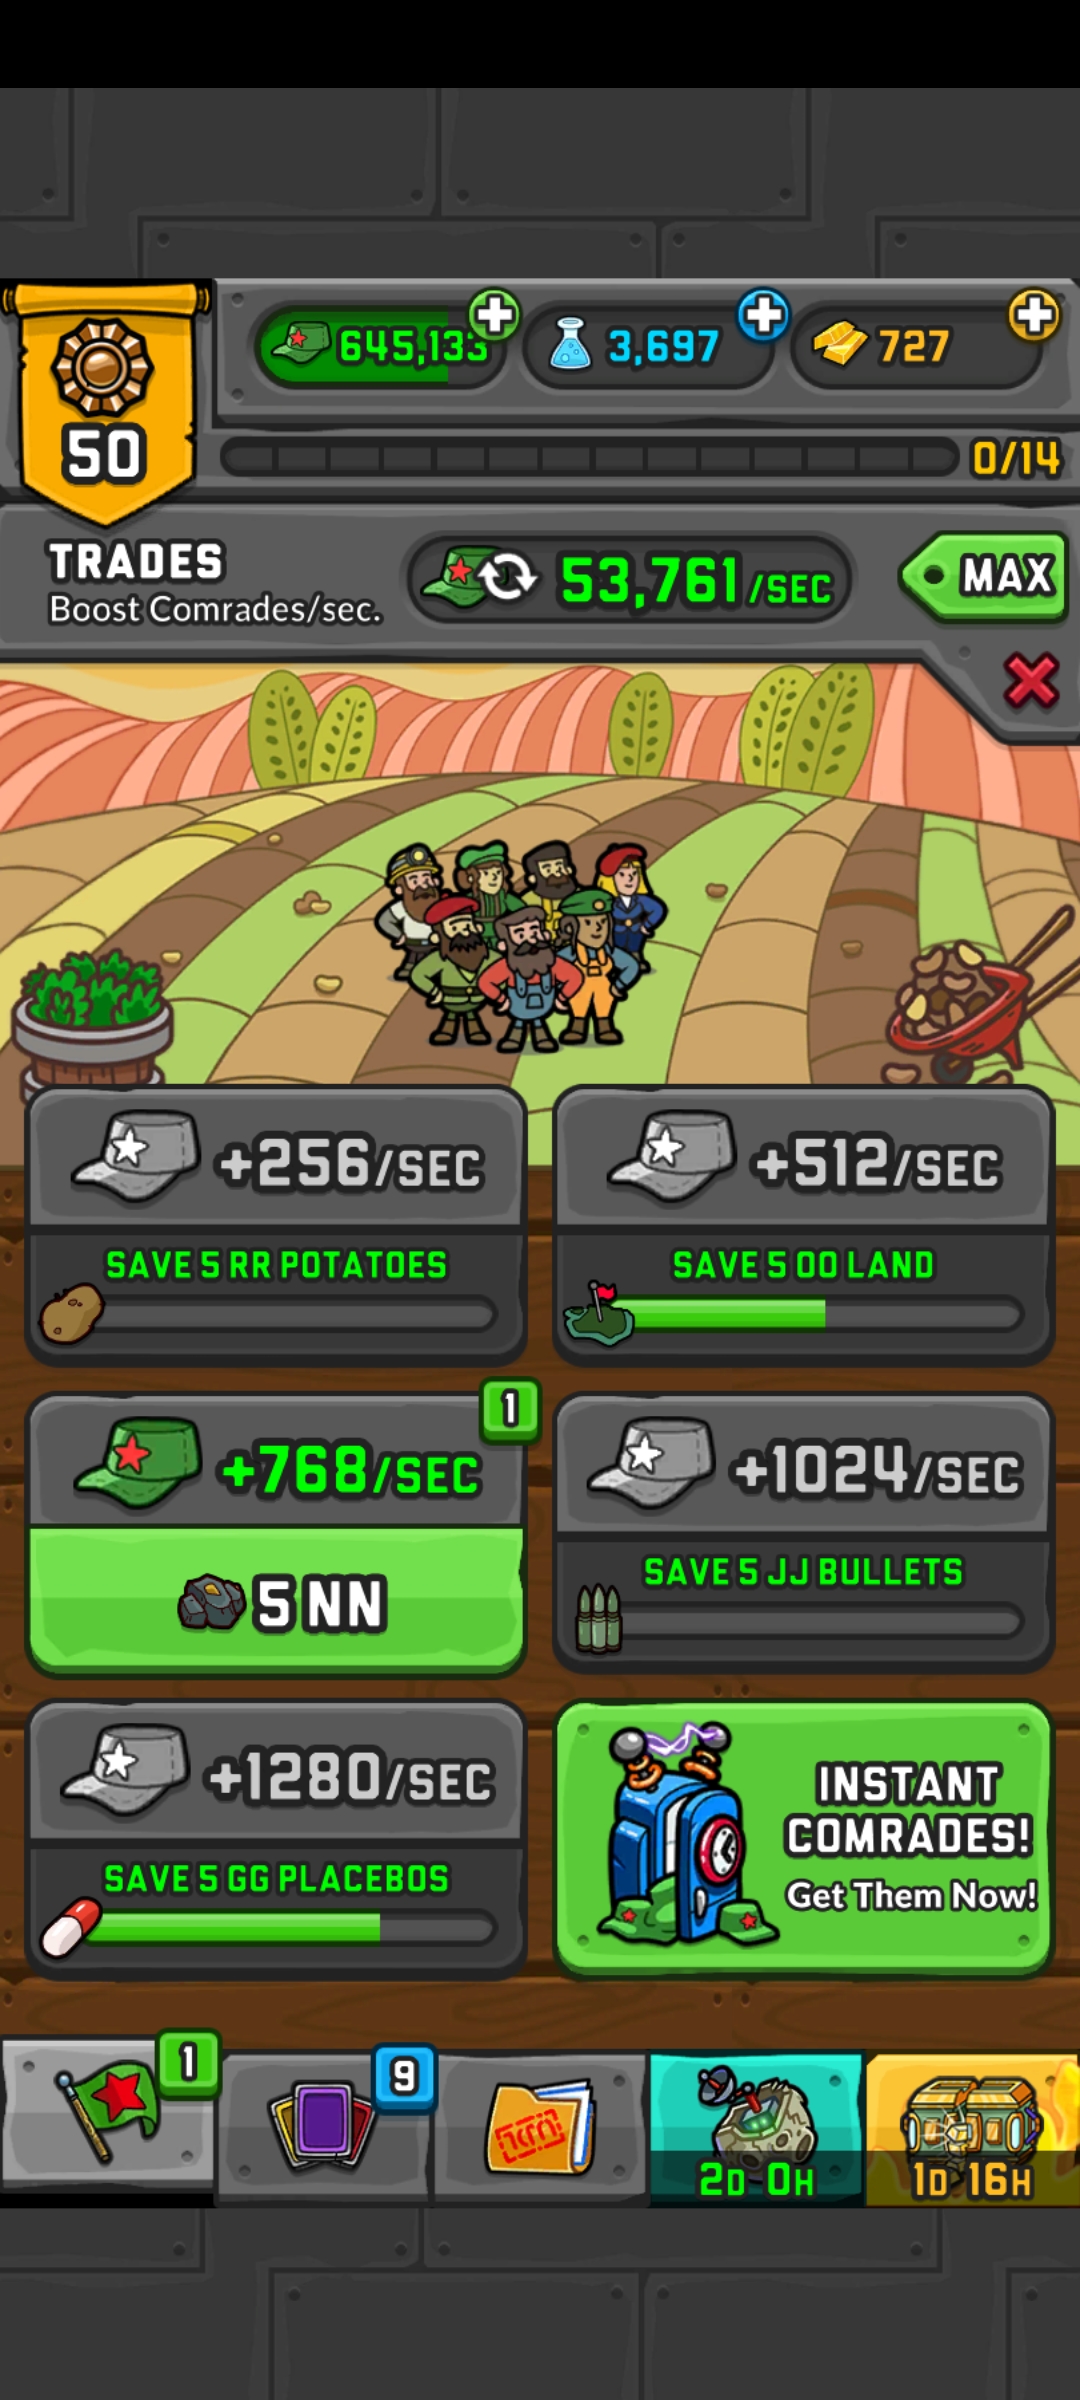 645,133
3,697
727
50
0/14
TRADES
Boost Comrades/sec.
53,761/SEC
MAX
+256/SEC
+512/SEC
SAVE 5 RR POTATOES
SAVE 5 OO LAND
1
+768/SEC
+1024/SEC
5 NN
SAVE 5 JJ BULLETS
+1280/SEC
INSTANT
COMRADES!
Get Them Now!
SAVE 5 GG PLACEBOS
1
9
2D 0H
1D 16H